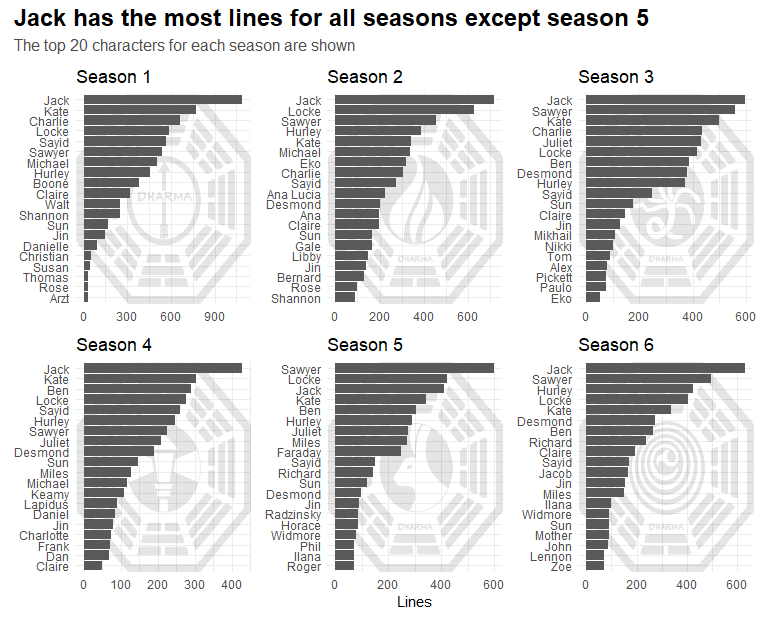 Jack has the most lines for all seasons except season 5
The top 20 characters for each season are shown
Season 1
Jack
Kate
Charlie
Locke
Sayid
Sawyer
Michael
Hurley
Boone
Claire
Walt
Shannon
Sun
Jin
Danielle
Christian
Susan
Thomas
Rose
Arzt
DHARMA
0 300 600 900
Season 2
Jack
Locke
Sawyer
Hurley
Kate
Michael
Eko
Charlie
Sayid
Ana Lucia
Desmond
Ana
Claire
Sun
Gale
Libby
Jin
Bernard
Rose
Shannon
DHARMA
0 200 400 600
Season 3
Jack
Sawyer
Kate
Charlie
Juliet
Locke
Ben
Desmond
Hurley
Sayid
Sun
Claire
Jin
Mikhail
Nikki
Tom
Alex
Pickett
Paulo
Eko
DHARMA
0 200 400 600
Season 4
Jack
Kate
Ben
Locke
Sayid
Hurley
Sawyer
Juliet
Desmond
Sun
Miles
Michael
Keamy
Lapidus
Daniel
Jin
Charlotte
Frank
Dan
Claire
0 100 200 300 400
Season 5
Sawyer
Locke
Jack
Kate
Ben
Hurley
Juliet
Miles
Faraday
Sayid
Richard
Sun
Desmond
Jin
Radzinsky
Horace
Widmore
Phil
Ilana
Roger
DHARMA
0 200 400 600
Season 6
Jack
Sawyer
Hurley
Locke
Kate
Desmond
Ben
Richard
Claire
Sayid
Jacob
Jin
Miles
Ilana
Widmore
Sun
Mother
John
Lennon
Zoe
DHARMA
0 200 400 600
Lines